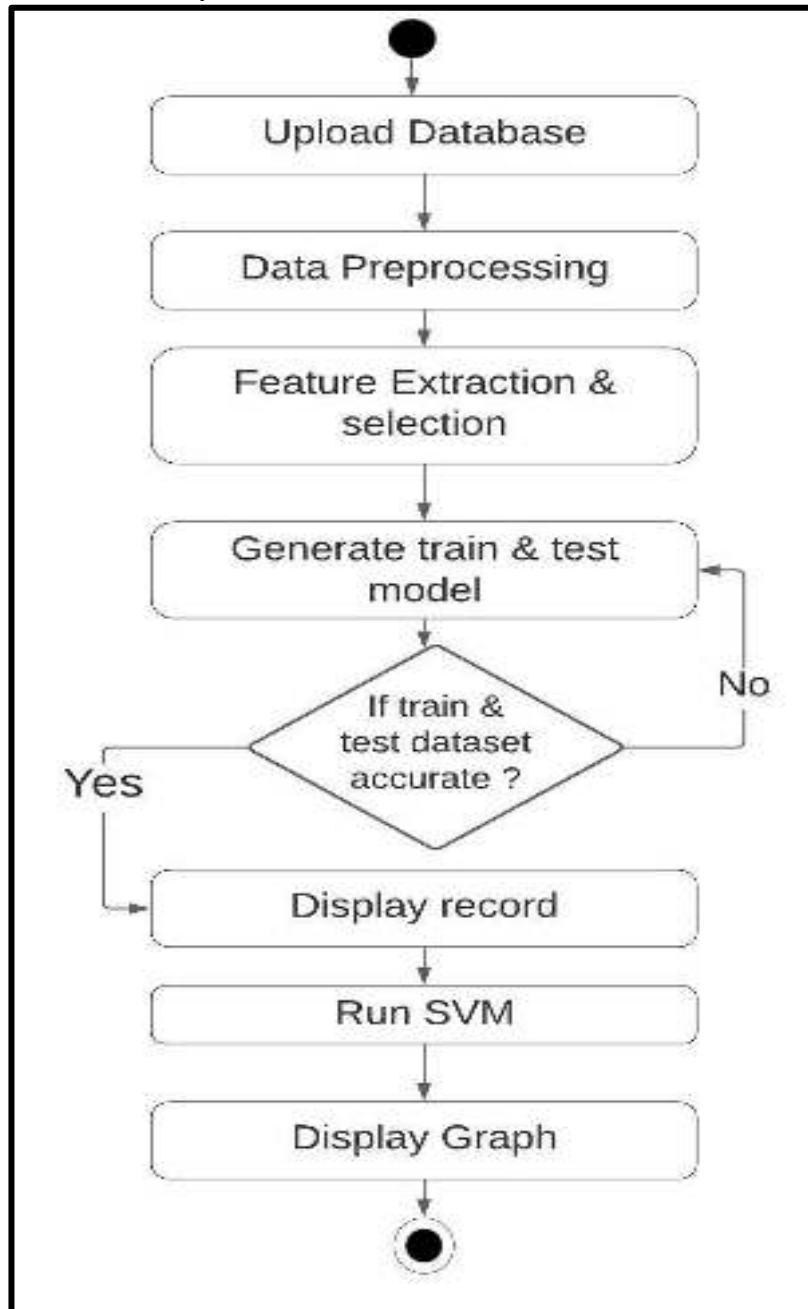 Upload Database
Data Preprocessing
Feature Extraction &
selection
Generate train & test
model
If train &
test dataset
accurate ?
No
Yes
Display record
Run SVM
Display Graph